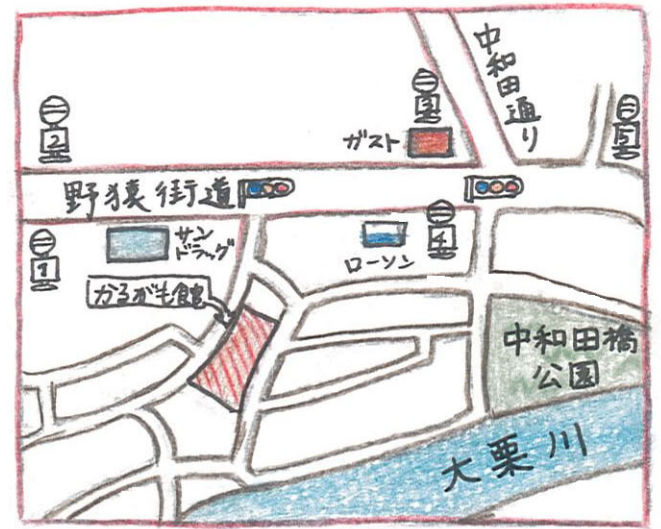 中和田通り
2
3
5
ガスト
野猿街道
1
サン
ドラッグ
ローソン
4
かるがも館
中和田橋
公園
大栗川